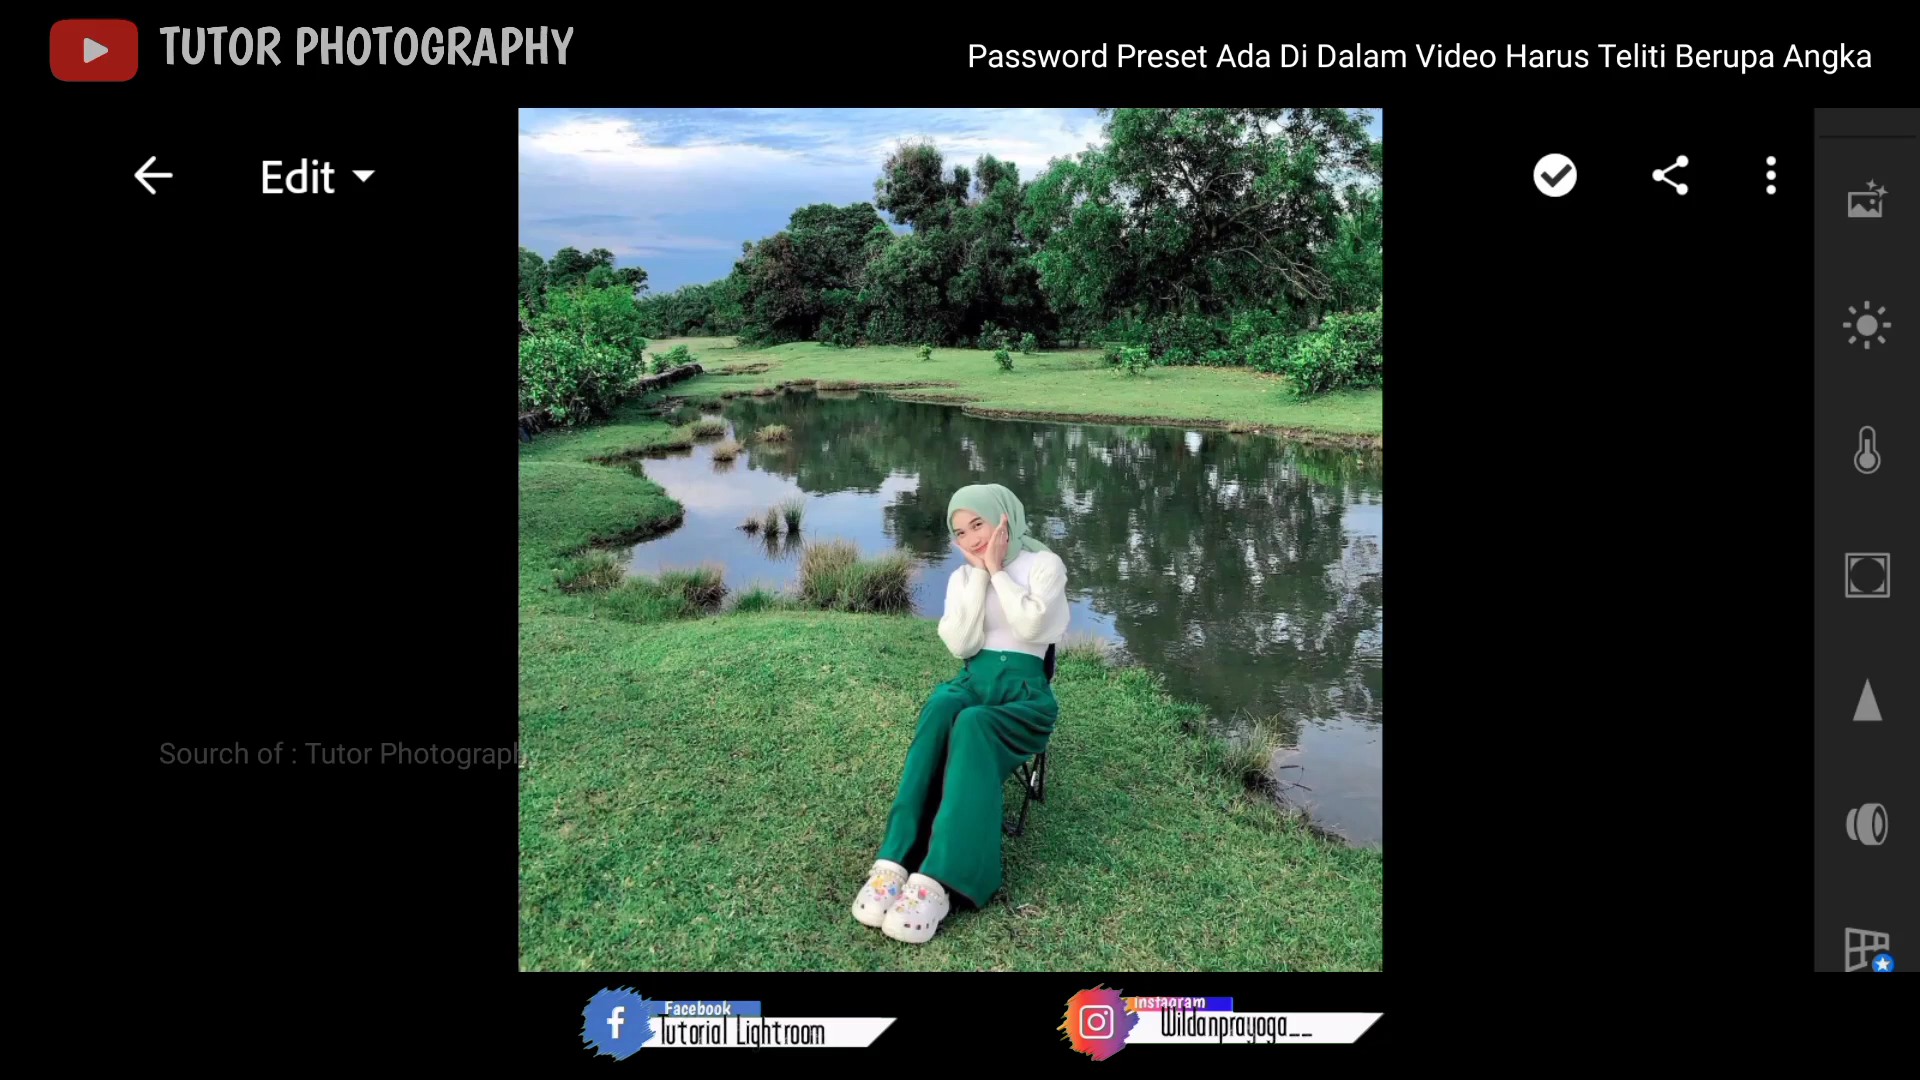 TUTOR PHOTOGRAPHY
Password Preset Ada Di Dalam Video Harus Teliti Berupa Angka
Edit
Sourch of : Tutor Photography
Facebook
Tutorial Lightroom
instagram
Wildanprayoga__